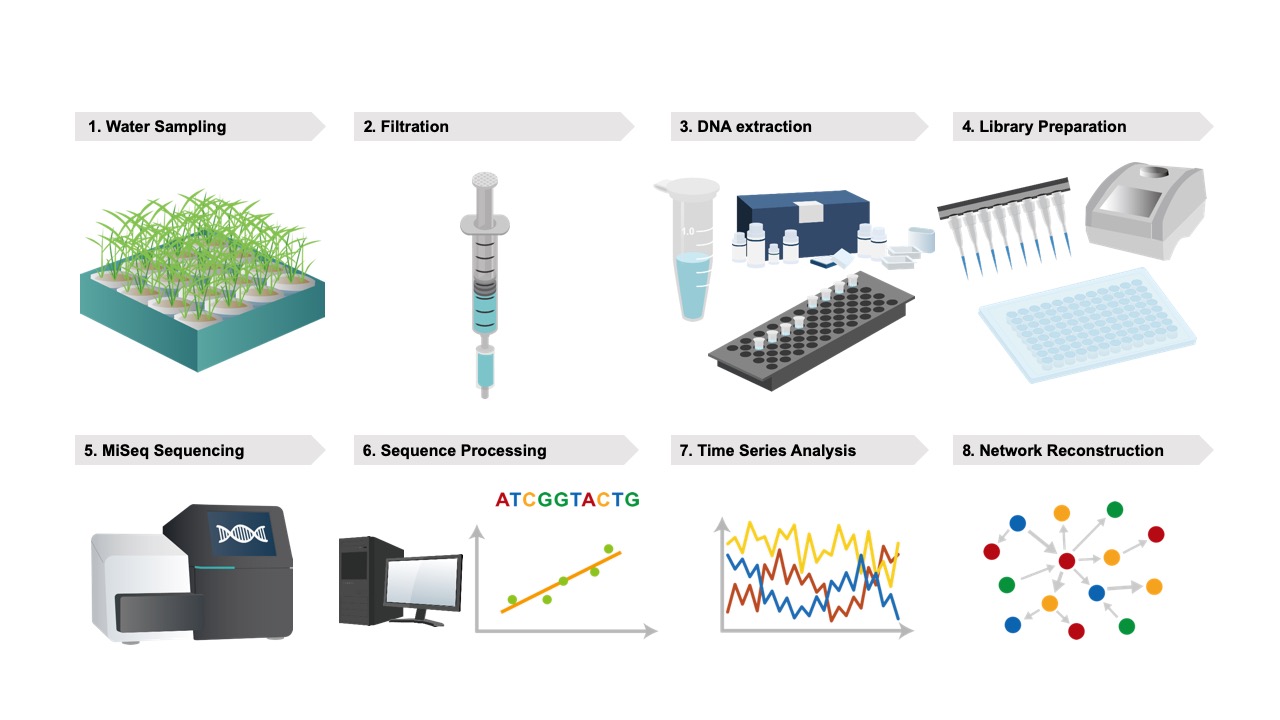 1. Water Sampling
2. Filtration
3. DNA extraction
4. Library Preparation
1.0
5. MiSeq Sequencing
6. Sequence Processing
7. Time Series Analysis
8. Network Reconstruction
ATCGGTACTG